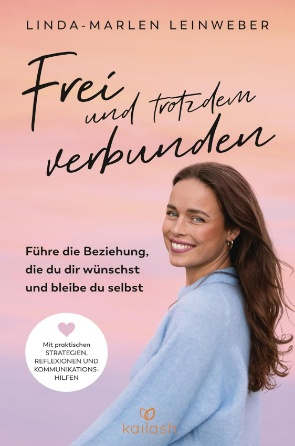 LINDA-MARLEN LEINWEBER
Frei
und trotzdem
verbunden
Führe die Beziehung,
die du dir wünschst
und bleibe du selbst
Mit praktischen
STRATEGIEN,
REFLEXIONEN UND
KOMMUNIKATIONS-
HILFEN
kailash